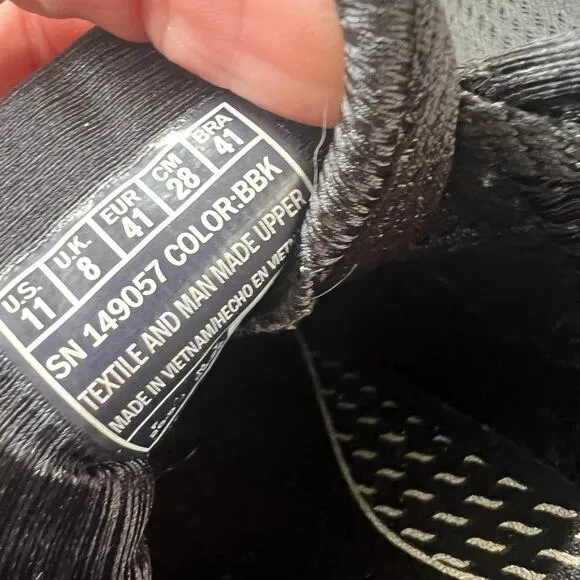 U.S. U.K. EUR CM BRA
11 8 41 28 41
SN 149057 COLOR:BBK
TEXTILE AND MAN MADE UPPER
MADE IN VIETNAM/HECHO EN VIET